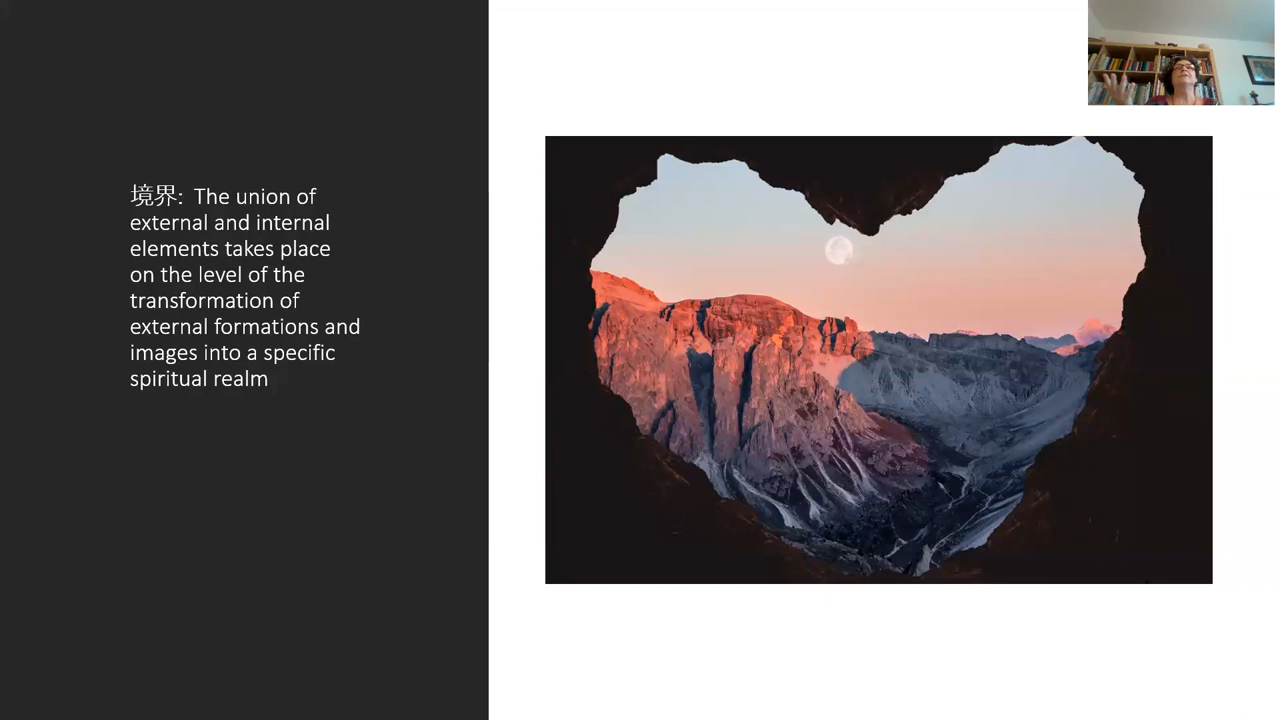 境界:  The union of
external and internal
elements takes place
on the level of the
transformation of
external formations and
images into a specific
spiritual realm